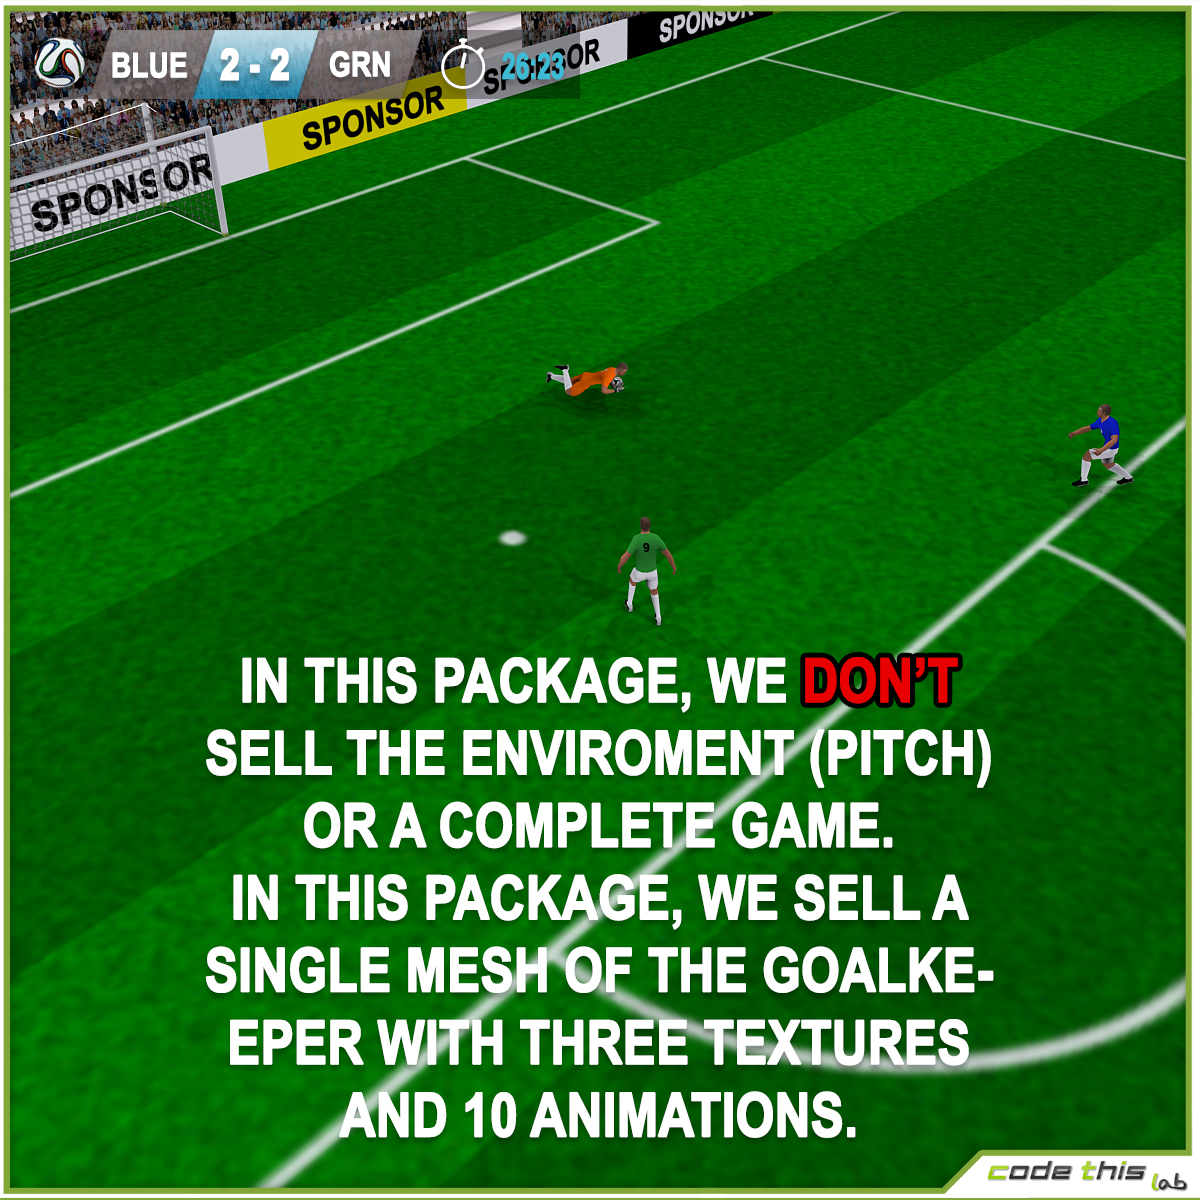 SPONSOR
BLUE 2 - 2 GRN 26:23 SPONSOR
SPONSOR
SPONSOR
9
IN THIS PACKAGE, WE DON'T
SELL THE ENVIROMENT (PITCH)
OR A COMPLETE GAME.
IN THIS PACKAGE, WE SELL A
SINGLE MESH OF THE GOALKE-
EPER WITH THREE TEXTURES
AND 10 ANIMATIONS.
code this lab